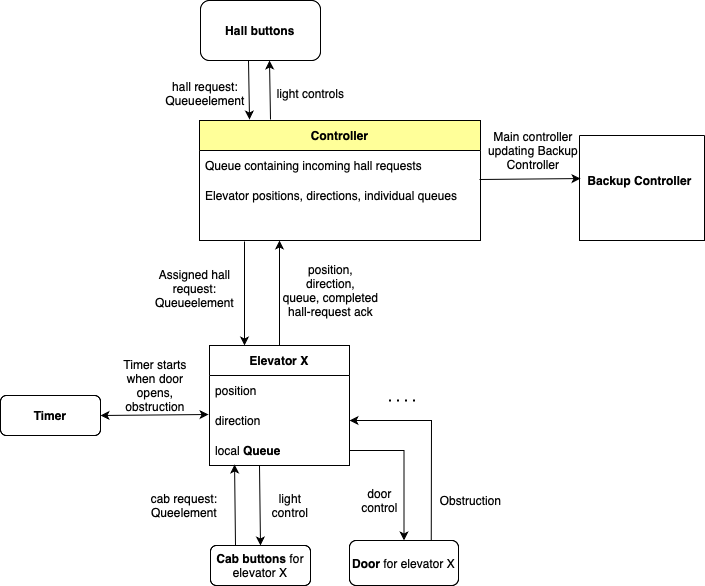 Hall buttons
hall request:
Queueelement
light controls
Controller
Queue containing incoming hall requests
Elevator positions, directions, individual queues
Main controller
updating Backup
Controller
Backup Controller
Assigned hall
request:
Queueelement
position,
direction,
queue, completed
hall-request ack
Elevator X
position
direction
local Queue
Timer starts
when door
opens,
obstruction
Timer
. . . .
cab request:
Queelement
light
control
door
control
Obstruction
Cab buttons for
elevator X
Door for elevator X